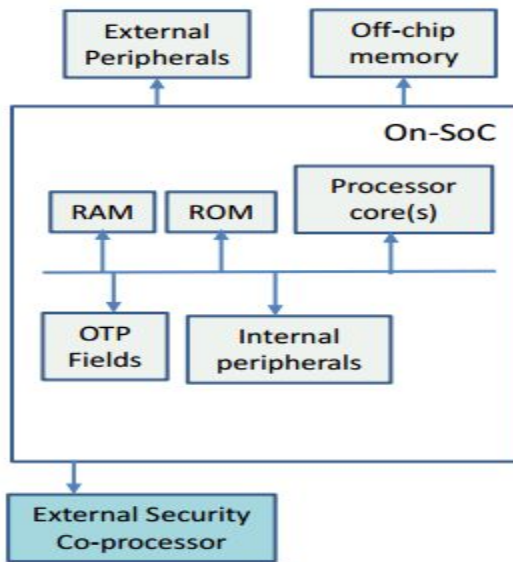 External
Peripherals
Off-chip
memory
On-SoC
RAM
ROM
Processor
core(s)
OTP
Fields
Internal
peripherals
External Security
Co-processor